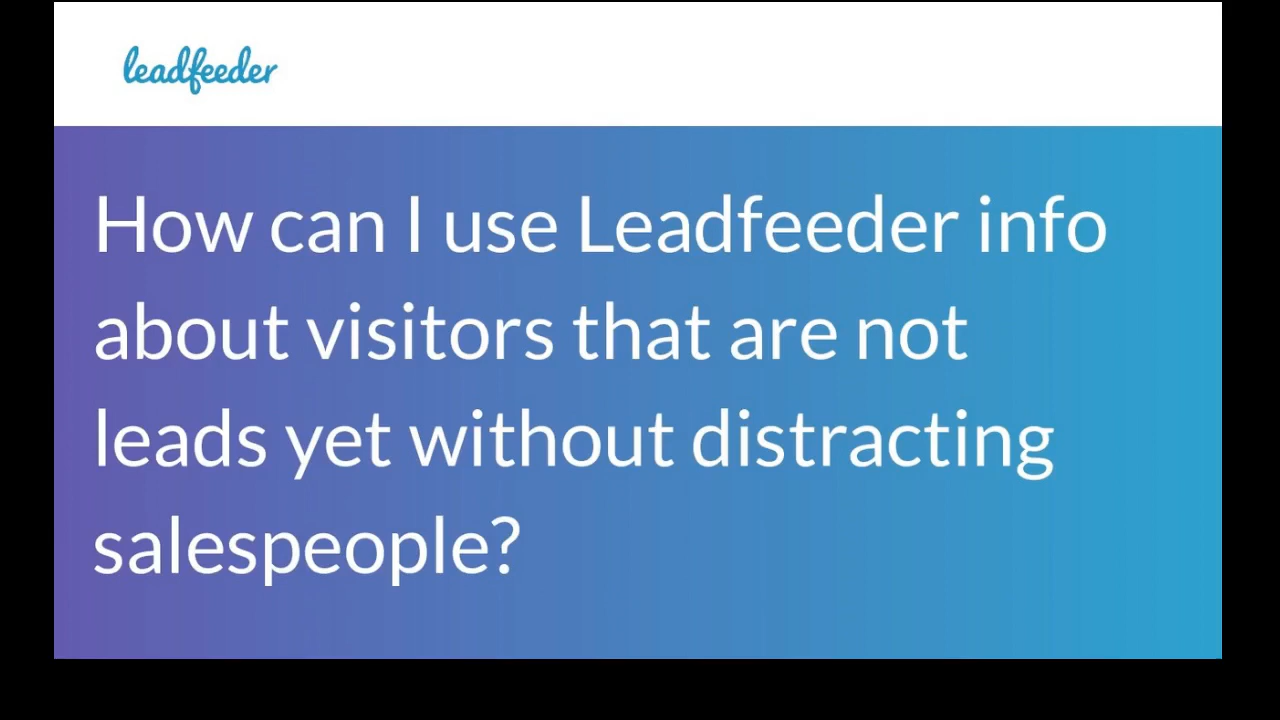 leadfeeder
How can I use Leadfeeder info
about visitors that are not
leads yet without distracting
salespeople?